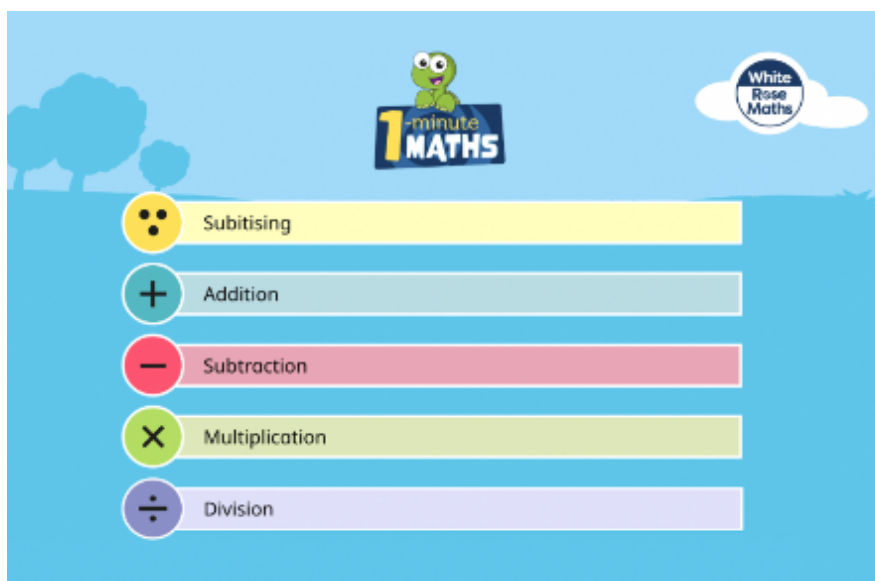 1-minute
MATHS
White
Rose
Maths
Subitising
+ Addition
− Subtraction
× Multiplication
÷ Division